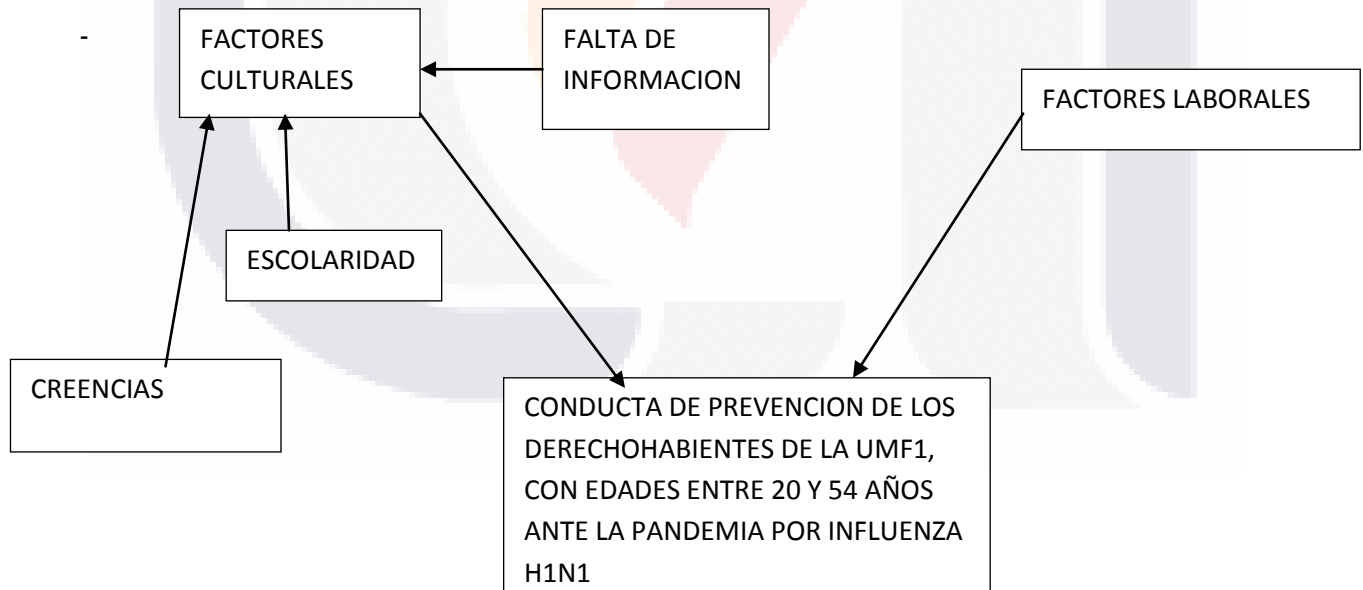 -
FACTORES
CULTURALES
FALTA DE
INFORMACION
FACTORES LABORALES
ESCOLARIDAD
CREENCIAS
CONDUCTA DE PREVENCION DE LOS
DERECHOHABIENTES DE LA UMF1,
CON EDADES ENTRE 20 Y 54 AÑOS
ANTE LA PANDEMIA POR INFLUENZA
H1N1